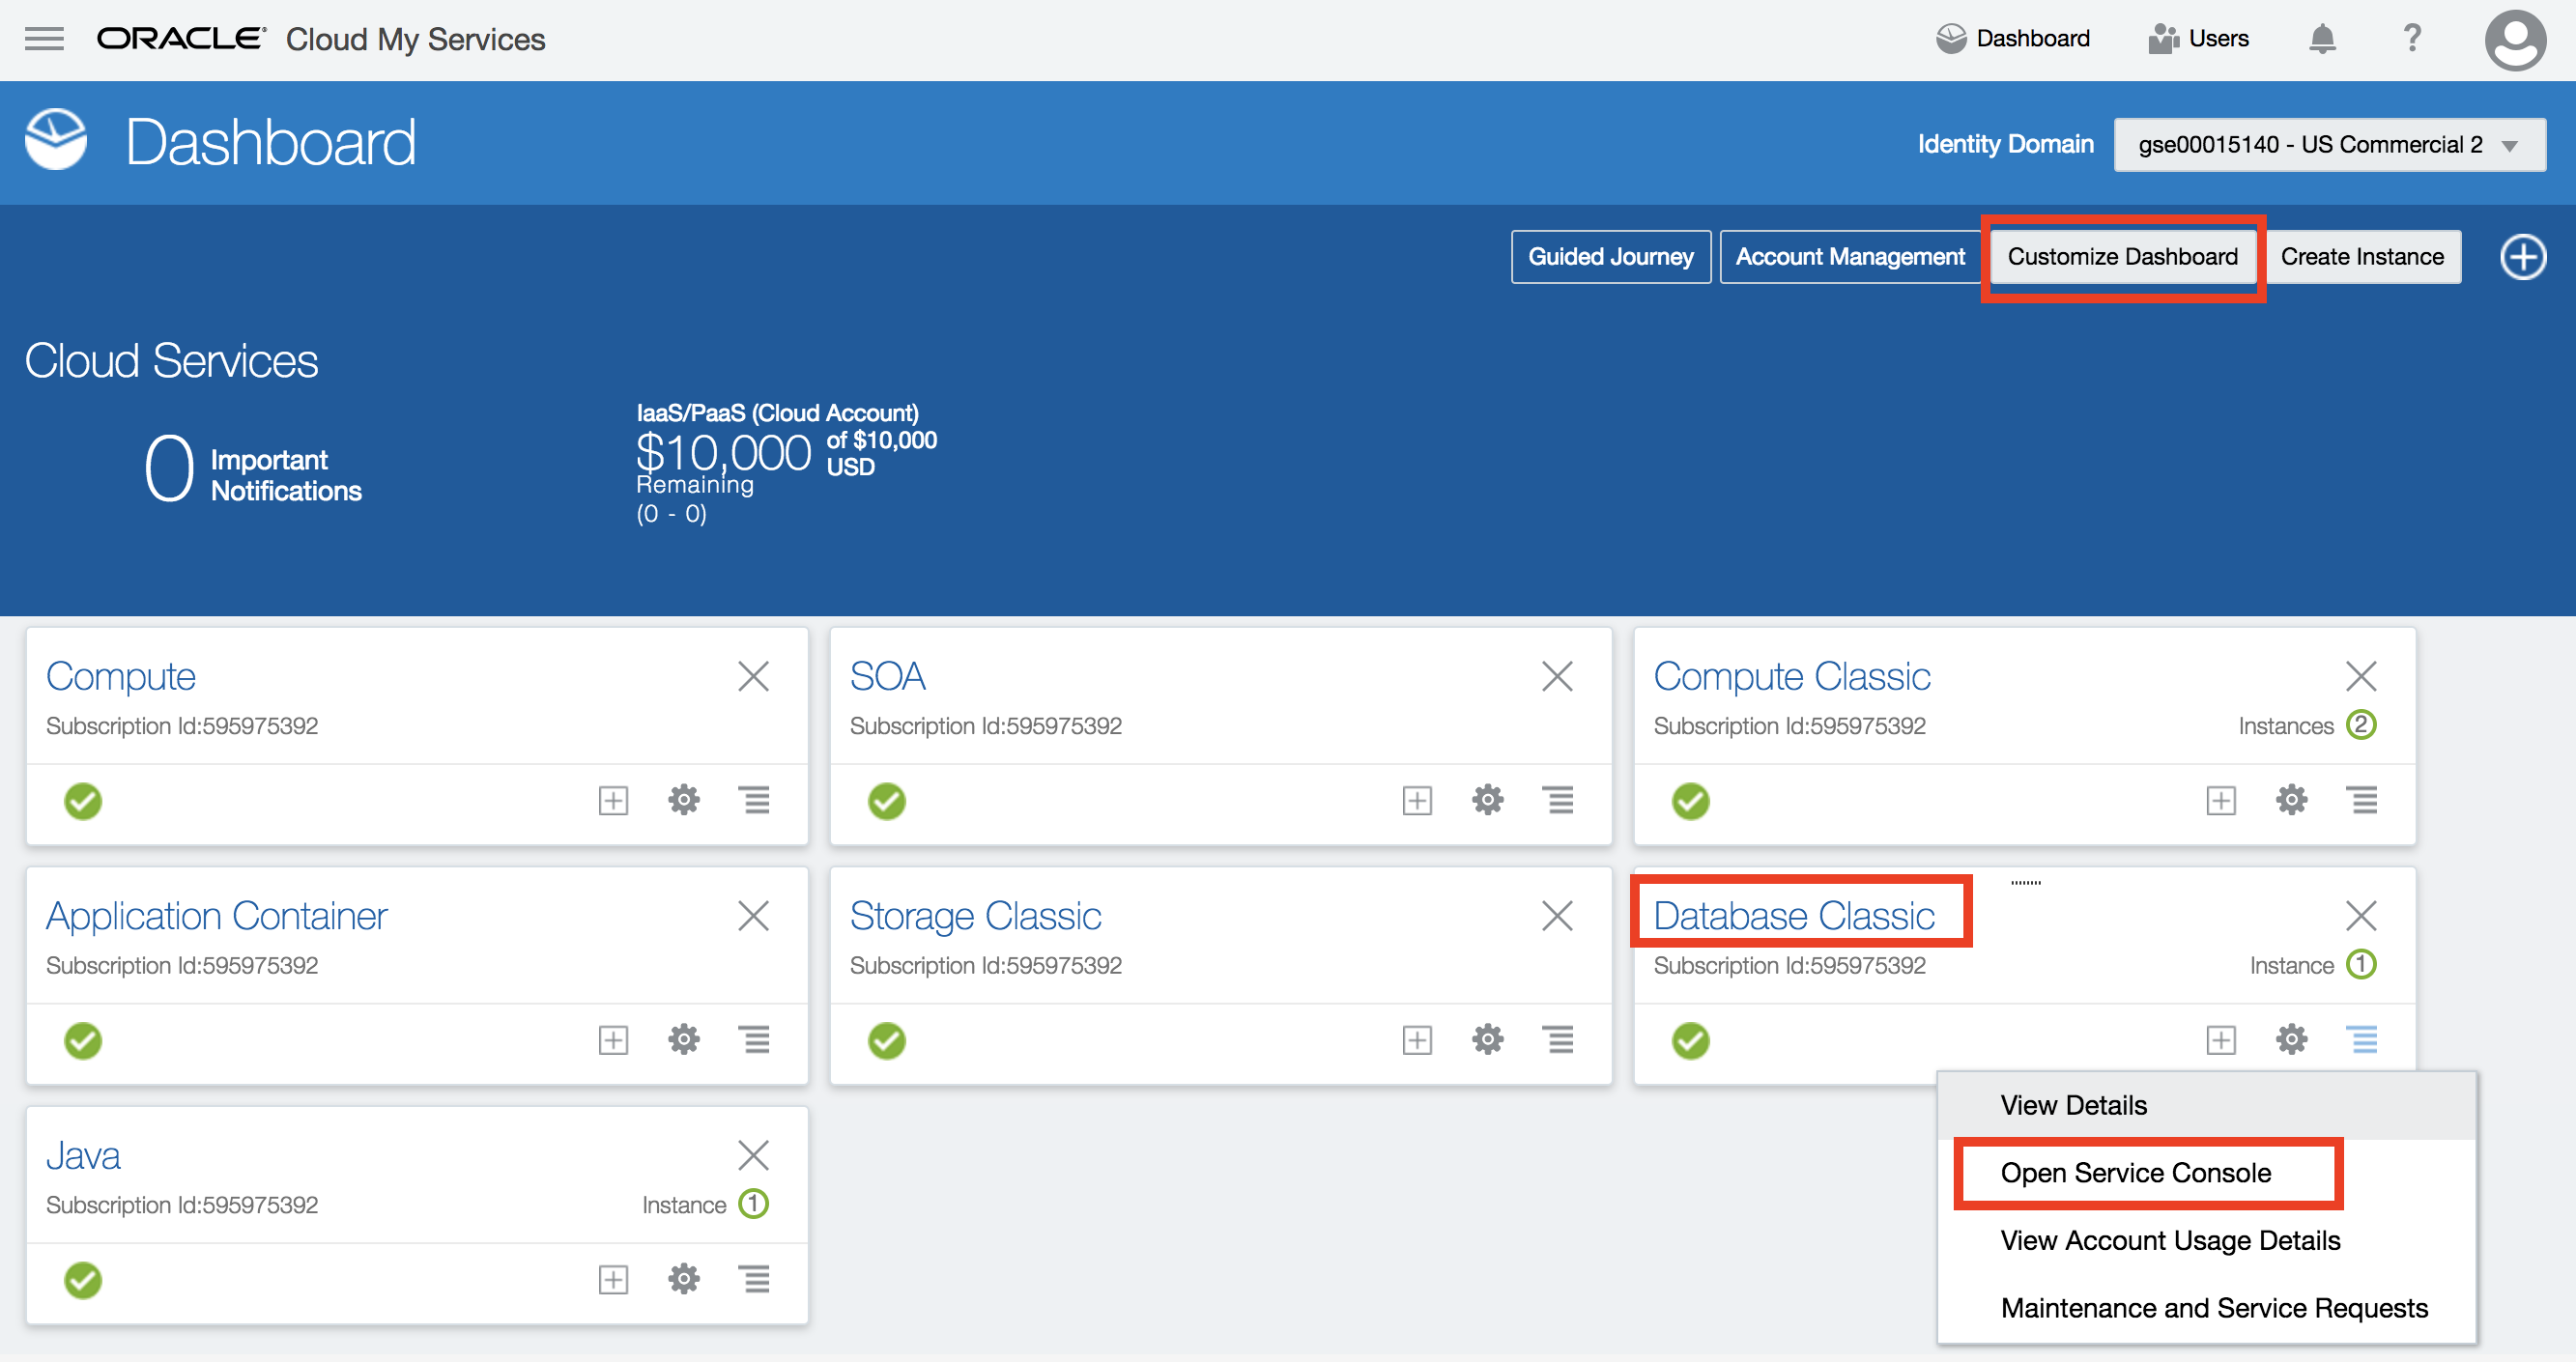 ORACLE Cloud My Services
Dashboard
Users
?
Dashboard
Identity Domain
gse00015140 - US Commercial 2
Guided Journey
Account Management
Customize Dashboard
Create Instance
Cloud Services
0
Important
Notifications
IaaS/PaaS (Cloud Account)
$10,000
of $10,000
USD
Remaining
(0 - 0)
Compute
Subscription Id:595975392
SOA
Subscription Id:595975392
Compute Classic
Subscription Id:595975392
Instances 2
Application Container
Subscription Id:595975392
Storage Classic
Subscription Id:595975392
Database Classic
Subscription Id:595975392
Instance 1
Java
Subscription Id:595975392
Instance 1
View Details
Open Service Console
View Account Usage Details
Maintenance and Service Requests